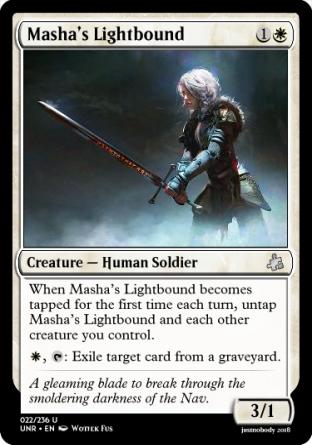 Masha's Lightbound 1
Creature — Human Soldier
When Masha's Lightbound becomes
tapped for the first time each turn, untap
Masha's Lightbound and each other
creature you control.
, : Exile target card from a graveyard.
A gleaming blade to break through the
smoldering darkness of the Nav.
3/1
022/236 U
UNR • EN Wojtek Fus
justnobody 2018